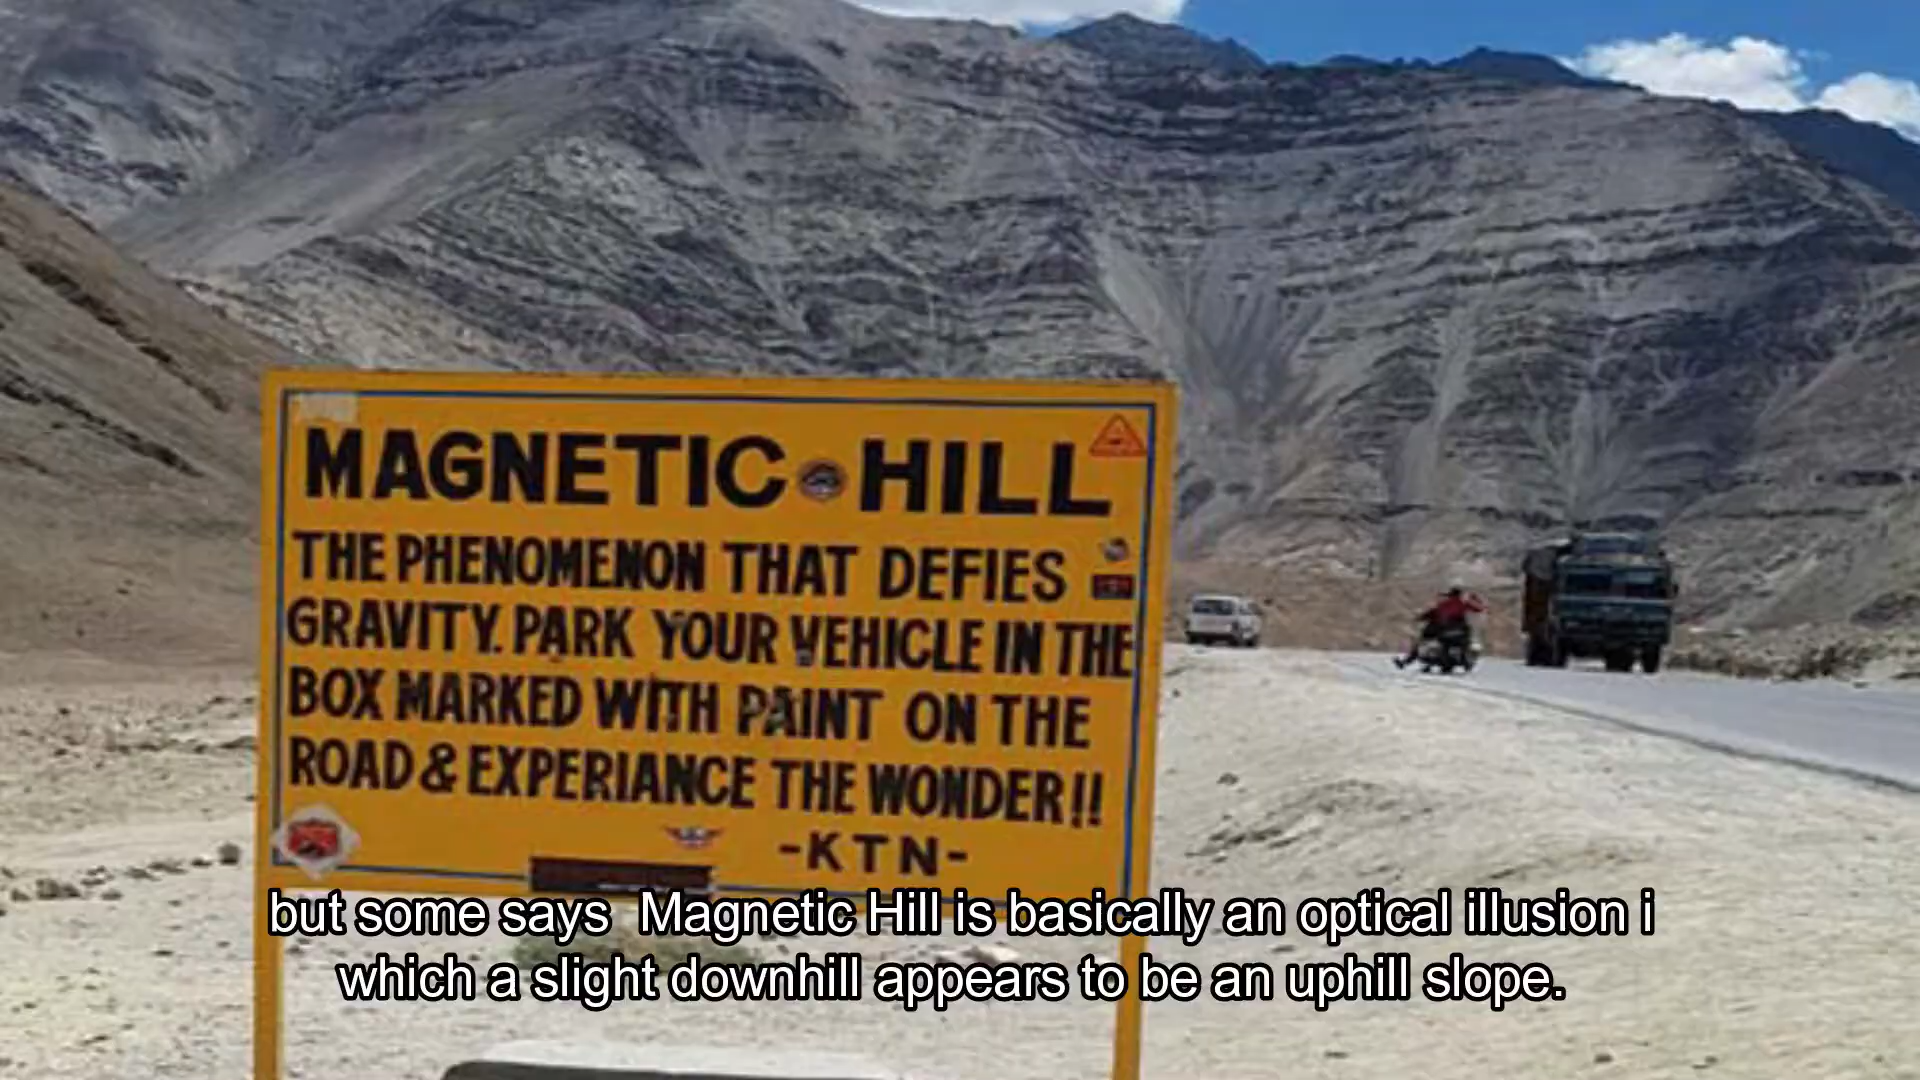 MAGNETIC HILL
THE PHENOMENON THAT DEFIES
GRAVITY. PARK YOUR VEHICLE IN THE
BOX MARKED WITH PAINT ON THE
ROAD & EXPERIANCE THE WONDER!!
-KTN-
but some says  Magnetic Hill is basically an optical illusion i
which a slight downhill appears to be an uphill slope.